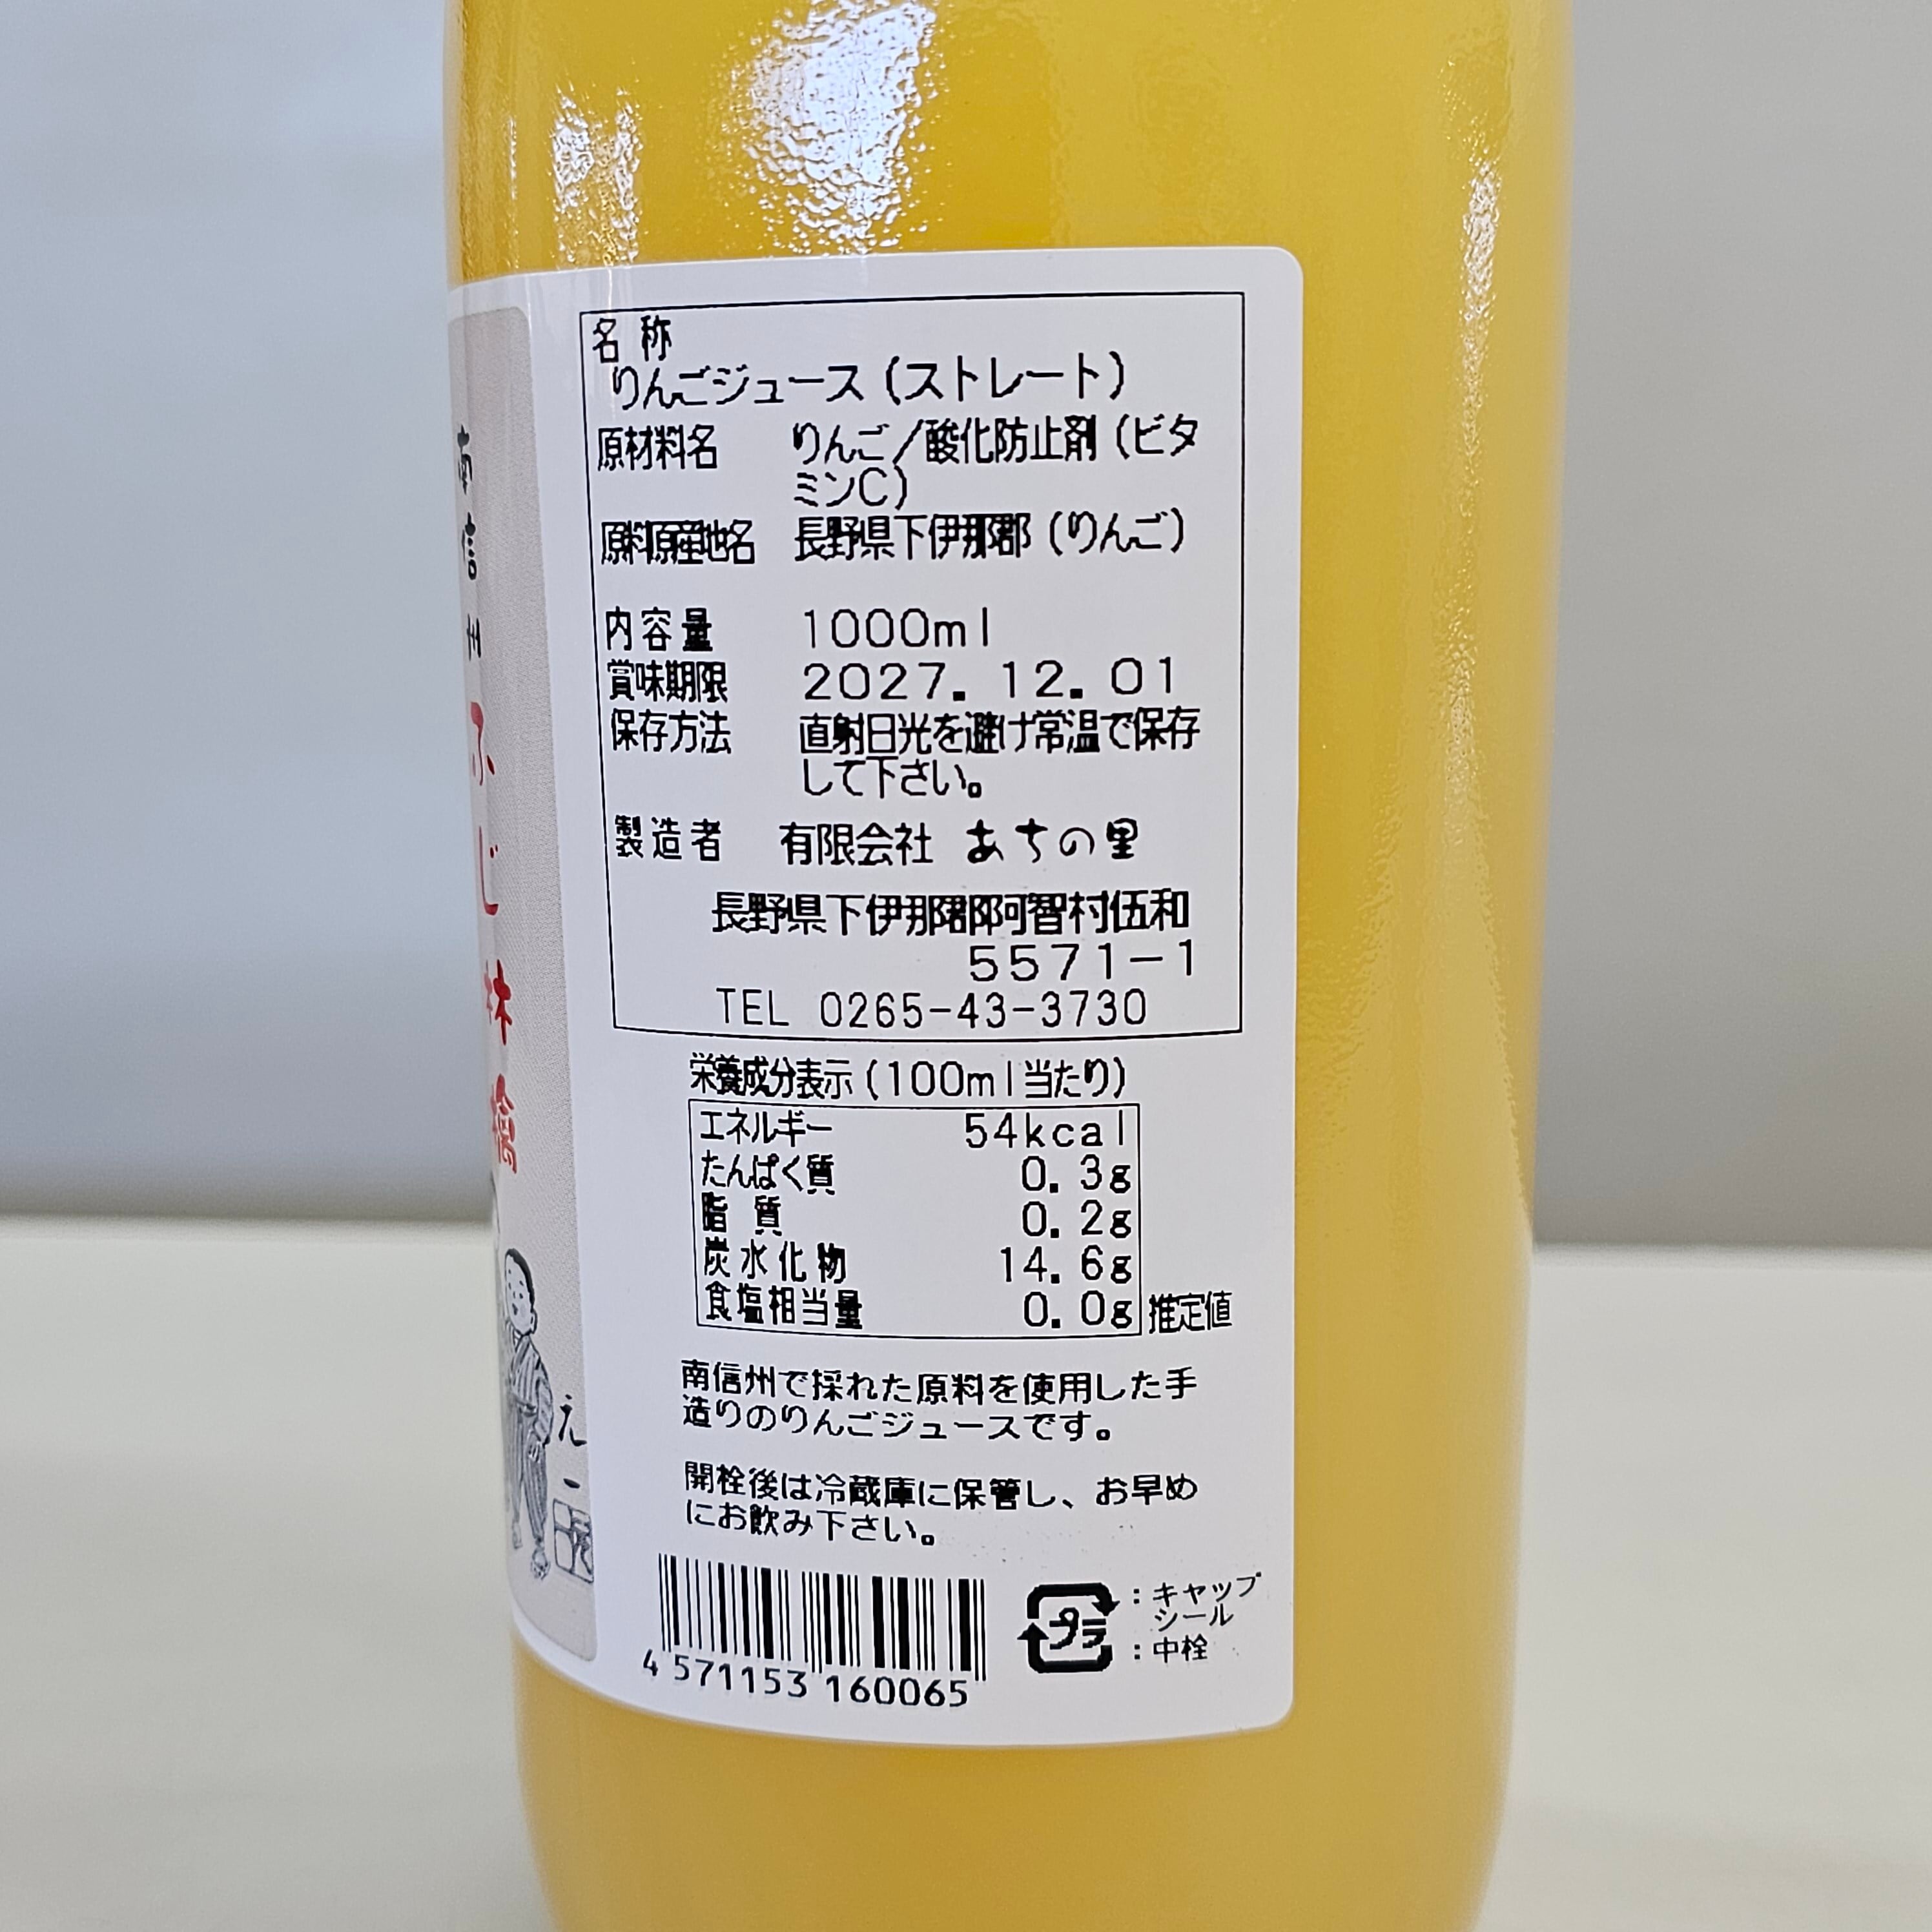 南信州
ふじ林檎
名称
りんごジュース(ストレート)
原材料名 りんご/酸化防止剤(ビタ
ミンC)
原料原産地名 長野県下伊那郡(りんご)
内容量 1000ml
賞味期限 2027.12.01
保存方法 直射日光を避け常温で保存
して下さい。
製造者 有限会社 あちの里
長野県下伊那郡阿智村伍和
5571-1
TEL 0265-43-3730
栄養成分表示(100ml当たり)
エネルギー 54kcal
たんぱく質 0.3g
脂質 0.2g
炭水化物 14.6g
食塩相当量 0.0g 推定値
南信州で採れた原料を使用した手
造りのりんごジュースです。
開栓後は冷蔵庫に保管し、お早め
にお飲み下さい。
4 571153 160065
プラ
:キャップ
シール
:中栓